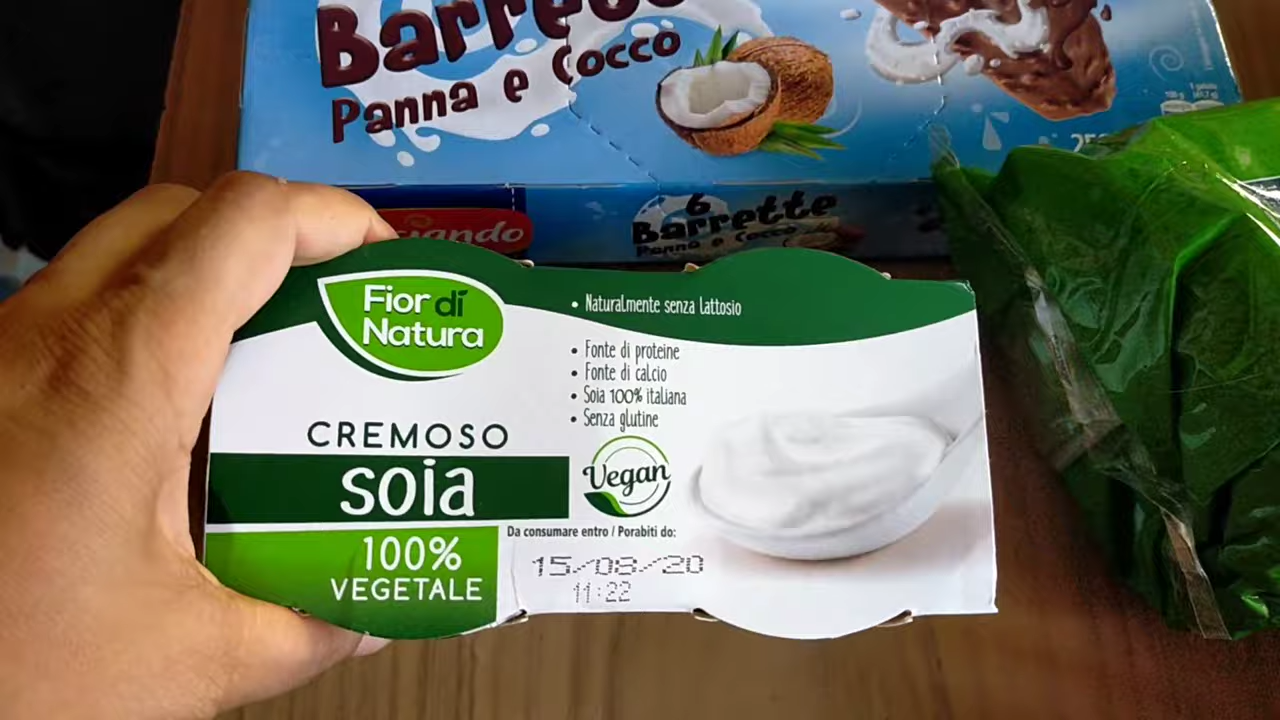 Barrette
Panna e Cocco
6
Barrette
Panna e Cocco
Fior di
Natura
• Naturalmente senza lattosio
• Fonte di proteine
• Fonte di calcio
• Soia 100% italiana
• Senza glutine
CREMOSO
soia
Vegan
100%
VEGETALE
Da consumare entro / Porabiti do:
15/08/20
11:22